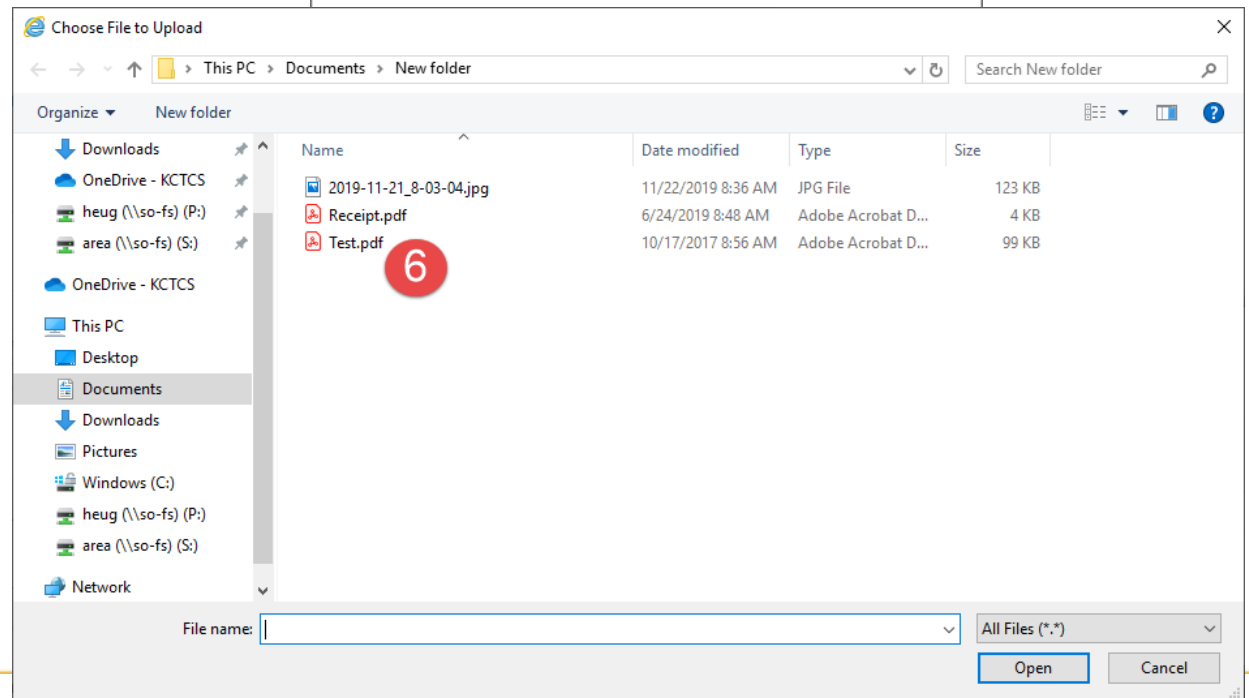 Choose File to Upload
This PC > Documents > New folder
Search New folder
Organize New folder
Downloads
OneDrive - KCTCS
heug (\\so-fs) (P:)
area (\\so-fs) (S:)
OneDrive - KCTCS
This PC
Desktop
Documents
Downloads
Pictures
Windows (C:)
heug (\\so-fs) (P:)
area (\\so-fs) (S:)
Network
Name Date modified Type Size
2019-11-21_8-03-04.jpg 11/22/2019 8:36 AM JPG File 123 KB
Receipt.pdf 6/24/2019 8:48 AM Adobe Acrobat D... 4 KB
Test.pdf 10/17/2017 8:56 AM Adobe Acrobat D... 99 KB
6
File name: All Files (*.*)
Open Cancel